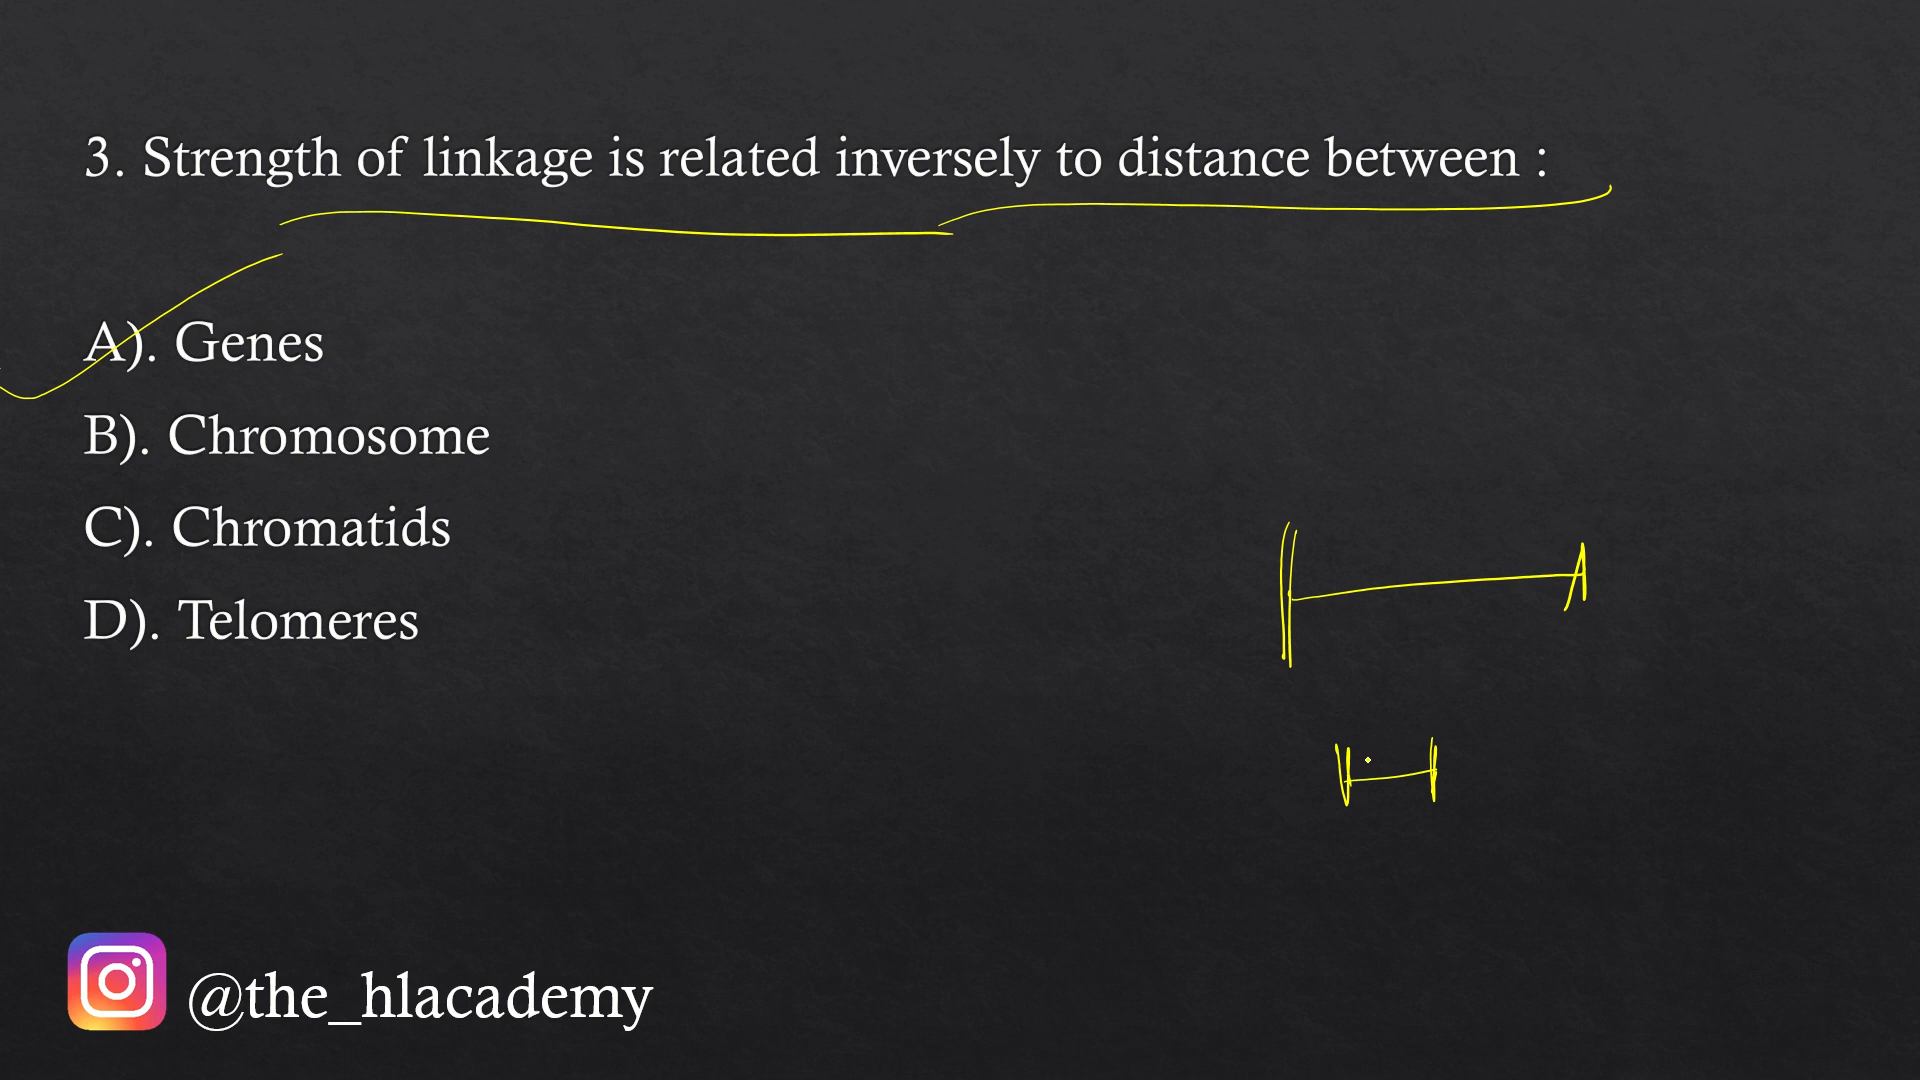 3. Strength of linkage is related inversely to distance between :
A). Genes
B). Chromosome
C). Chromatids
D). Telomeres
@the_hlacademy